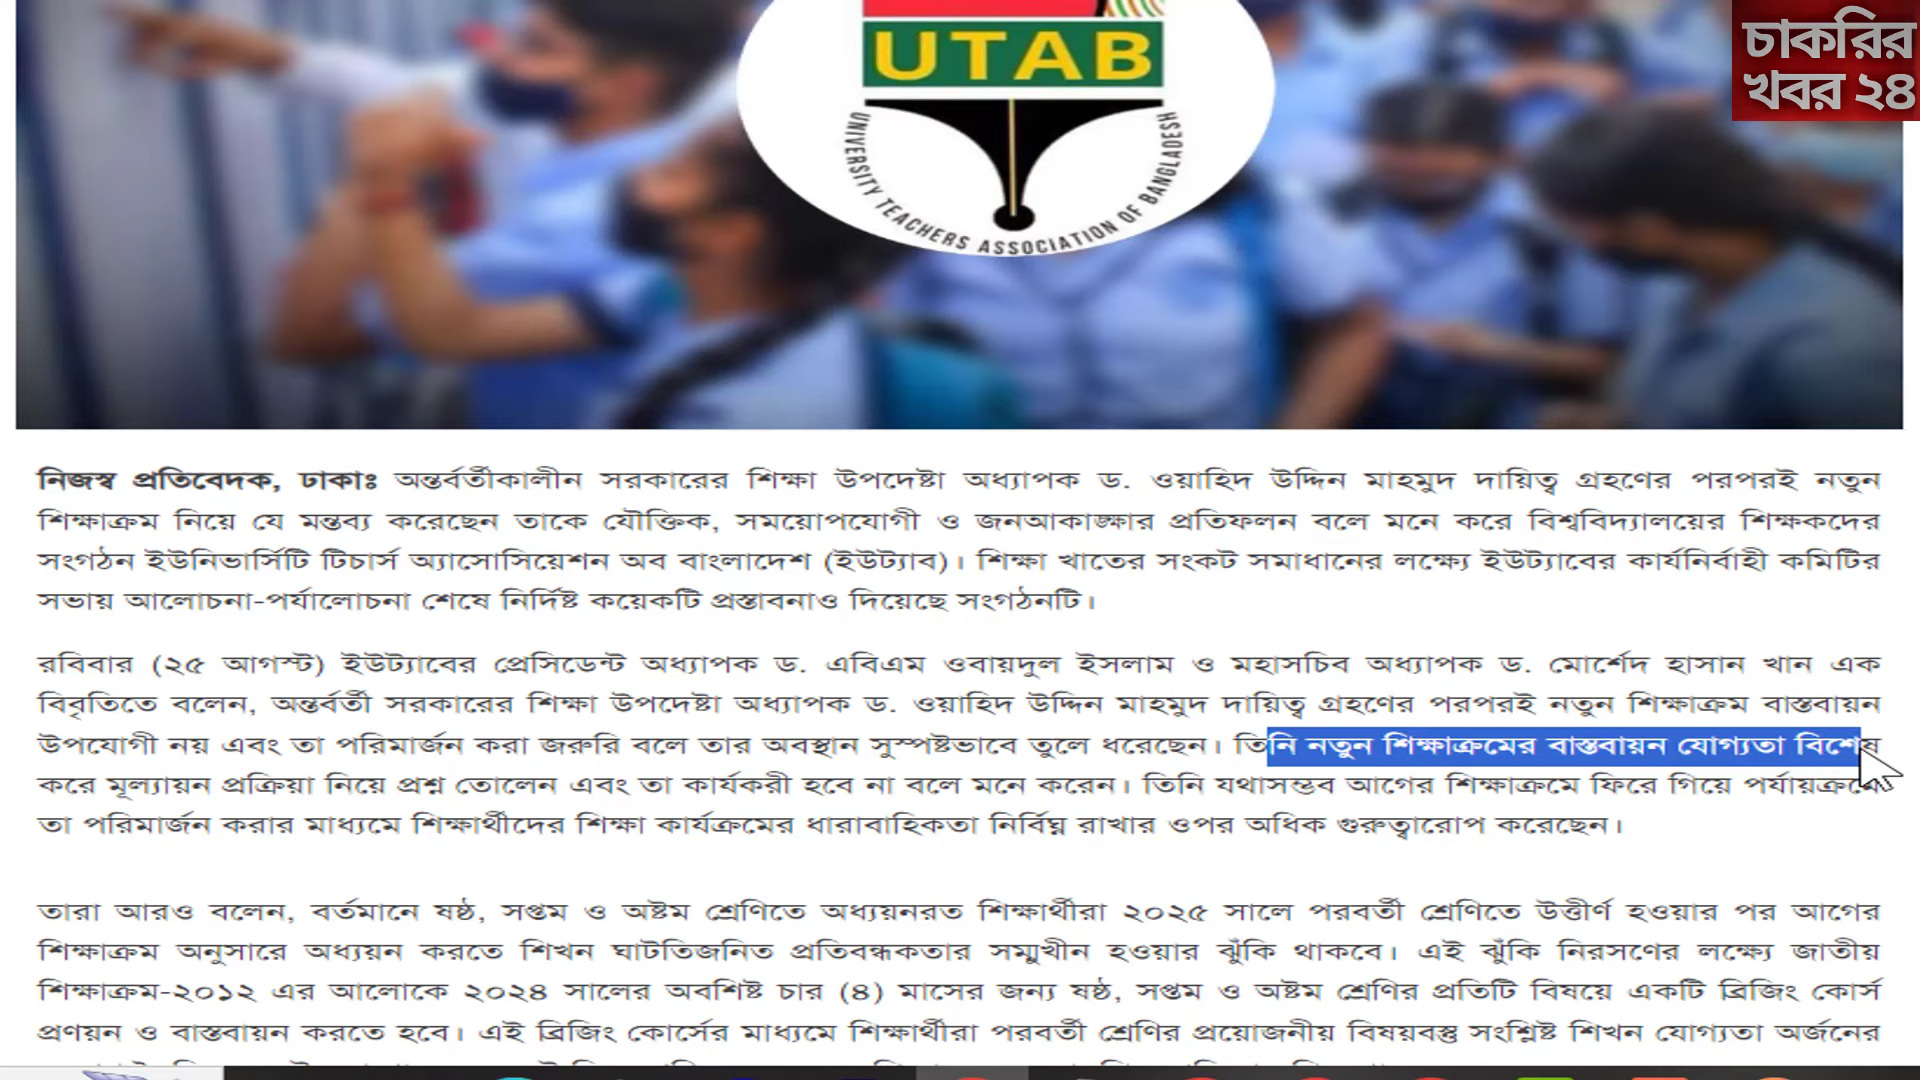 চাকরির
খবর ২৪
UTAB
UNIVERSITY TEACHERS ASSOCIATION OF BANGLADESH
নিজস্ব প্রতিবেদক, ঢাকাঃ অন্তর্বর্তীকালীন সরকারের শিক্ষা উপদেষ্টা অধ্যাপক ড. ওয়াহিদ উদ্দিন মাহমুদ দায়িত্ব গ্রহণের পরপরই নতুন
শিক্ষাক্রম নিয়ে যে মন্তব্য করেছেন তাকে যৌক্তিক, সময়োপযোগী ও জনআকাঙ্ক্ষার প্রতিফলন বলে মনে করে বিশ্ববিদ্যালয়ের শিক্ষকদের
সংগঠন ইউনিভার্সিটি টিচার্স অ্যাসোসিয়েশন অব বাংলাদেশ (ইউট্যাব)। শিক্ষা খাতের সংকট সমাধানের লক্ষ্যে ইউট্যাবের কার্যনির্বাহী কমিটির
সভায় আলোচনা-পর্যালোচনা শেষে নির্দিষ্ট কয়েকটি প্রস্তাবনাও দিয়েছে সংগঠনটি।
রবিবার (২৫ আগস্ট) ইউট্যাবের প্রেসিডেন্ট অধ্যাপক ড. এবিএম ওবায়দুল ইসলাম ও মহাসচিব অধ্যাপক ড. মোর্শেদ হাসান খান এক
বিবৃতিতে বলেন, অন্তর্বর্তী সরকারের শিক্ষা উপদেষ্টা অধ্যাপক ড. ওয়াহিদ উদ্দিন মাহমুদ দায়িত্ব গ্রহণের পরপরই নতুন শিক্ষাক্রম বাস্তবায়ন
উপযোগী নয় এবং তা পরিমার্জন করা জরুরি বলে তার অবস্থান সুস্পষ্টভাবে তুলে ধরেছেন। তিনি নতুন শিক্ষাক্রমের বাস্তবায়ন যোগ্যতা বিশেষ
করে মূল্যায়ন প্রক্রিয়া নিয়ে প্রশ্ন তোলেন এবং তা কার্যকরী হবে না বলে মনে করেন। তিনি যথাসম্ভব আগের শিক্ষাক্রমে ফিরে গিয়ে পর্যায়ক্রমে
তা পরিমার্জন করার মাধ্যমে শিক্ষার্থীদের শিক্ষা কার্যক্রমের ধারাবাহিকতা নির্বিঘ্ন রাখার ওপর অধিক গুরুত্বারোপ করেছেন।
তারা আরও বলেন, বর্তমানে ষষ্ঠ, সপ্তম ও অষ্টম শ্রেণিতে অধ্যয়নরত শিক্ষার্থীরা ২০২৫ সালে পরবর্তী শ্রেণিতে উত্তীর্ণ হওয়ার পর আগের
শিক্ষাক্রম অনুসারে অধ্যয়ন করতে শিখন ঘাটতিজনিত প্রতিবন্ধকতার সম্মুখীন হওয়ার ঝুঁকি থাকবে। এই ঝুঁকি নিরসণের লক্ষ্যে জাতীয়
শিক্ষাক্রম-২০১২ এর আলোকে ২০২৪ সালের অবশিষ্ট চার (৪) মাসের জন্য ষষ্ঠ, সপ্তম ও অষ্টম শ্রেণির প্রতিটি বিষয়ে একটি ব্রিজিং কোর্স
প্রণয়ন ও বাস্তবায়ন করতে হবে। এই ব্রিজিং কোর্সের মাধ্যমে শিক্ষার্থীরা পরবর্তী শ্রেণির প্রয়োজনীয় বিষয়বস্তু সংশ্লিষ্ট শিখন যোগ্যতা অর্জনের